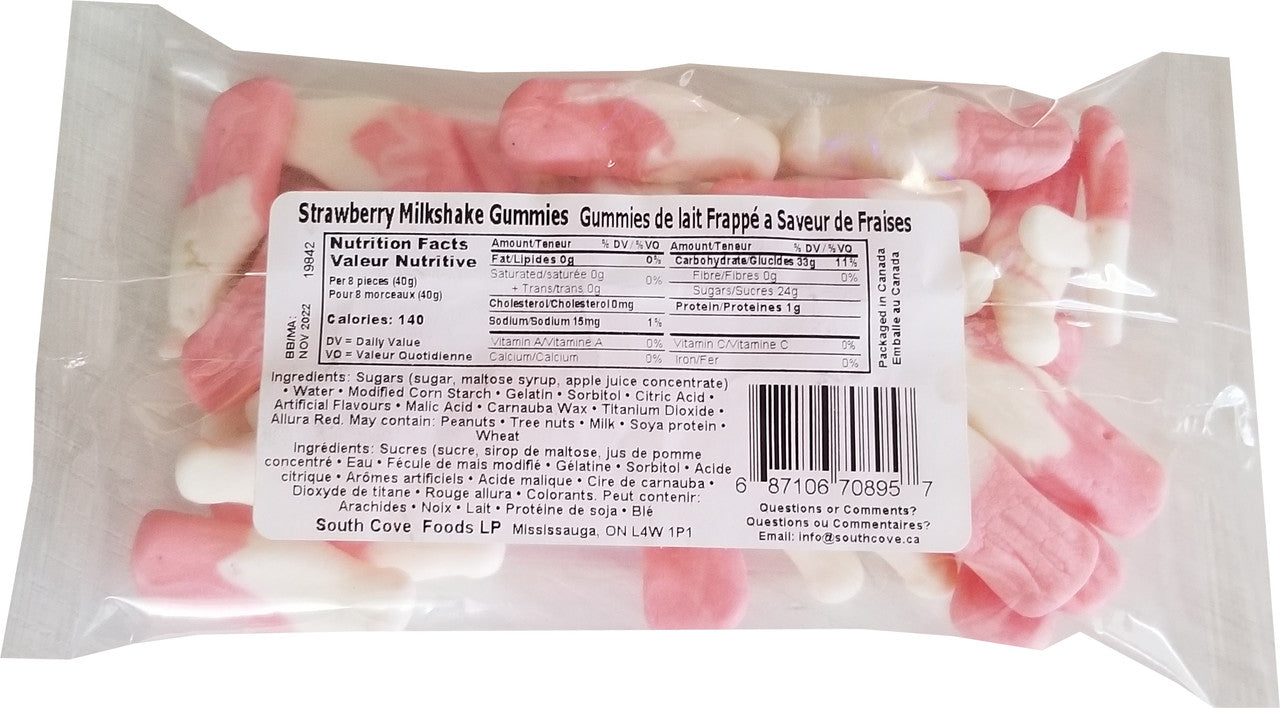 Strawberry Milkshake Gummies Gummies de lait Frappé a Saveur de Fraises
BB/MA:
NOV 2022 19942
Nutrition Facts
Valeur Nutritive
Per 8 pieces (40g)
Pour 8 morceaux (40g)
Calories: 140
DV = Daily Value
VQ = Valeur Quotidienne
Amount/Teneur % DV / % VQ
Fat/Lipides 0g 0%
Saturated/saturée 0g
+ Trans/trans 0g 0%
Cholesterol/Cholesterol 0mg
Sodium/Sodium 15mg 1%
Vitamin A/Vitamine A 0%
Calcium/Calcium 0%
Amount/Teneur % DV / % VQ
Carbohydrate/Glucides 33g 11%
Fibre/Fibres 0g 0%
Sugars/Sucres 24g
Protein/Proteines 1g
Vitamin C/Vitamine C 0%
Iron/Fer 0%
Packaged in Canada
Emballe au Canada
Ingredients: Sugars (sugar, maltose syrup, apple juice concentrate)
• Water • Modified Corn Starch • Gelatin • Sorbitol • Citric Acid •
Artificial Flavours • Malic Acid • Carnauba Wax • Titanium Dioxide •
Allura Red. May contain: Peanuts • Tree nuts • Milk • Soya protein •
Wheat
Ingrédients: Sucres (sucre, sirop de maltose, jus de pomme
concentré • Eau • Fécule de mais modifié • Gélatine • Sorbitol • Acide
citrique • Arômes artificiels • Acide malique • Cire de carnauba •
Dioxyde de titane • Rouge allura • Colorants. Peut contenir:
Arachides • Noix • Lait • Protéine de soja • Blé
South Cove Foods LP Mississauga, ON L4W 1P1
6 87106 70895 7
Questions or Comments?
Questions ou Commentaires?
Email: info@southcove.ca